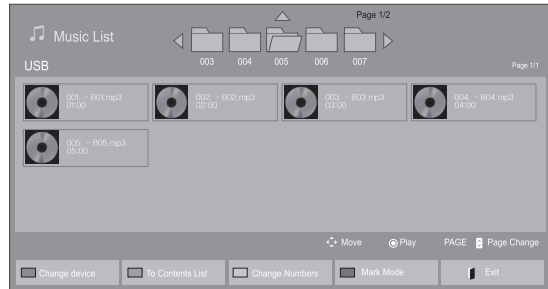 Page 1/2
Music List
003 004 005 006 007
USB
Page 1/1
001. - B01.mp3
01:00
002. - B02.mp3
02:00
003. - B03.mp3
03:00
004. - B04.mp3
04:00
005. - B05.mp3
05:00
Move Play PAGE Page Change
Change device To Contents List Change Numbers Mark Mode Exit